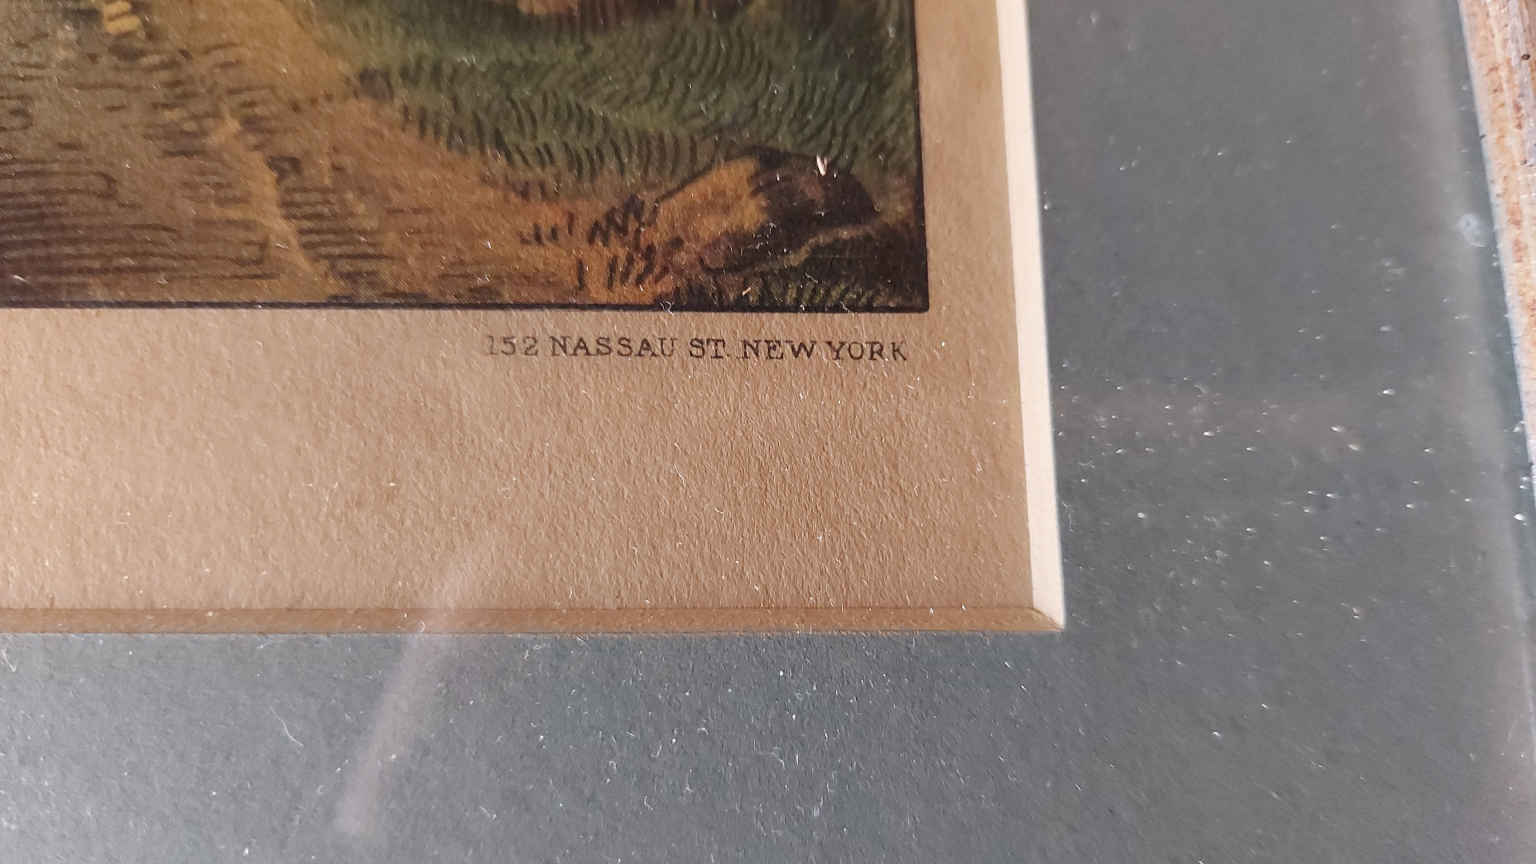 152 NASSAU ST. NEW YORK